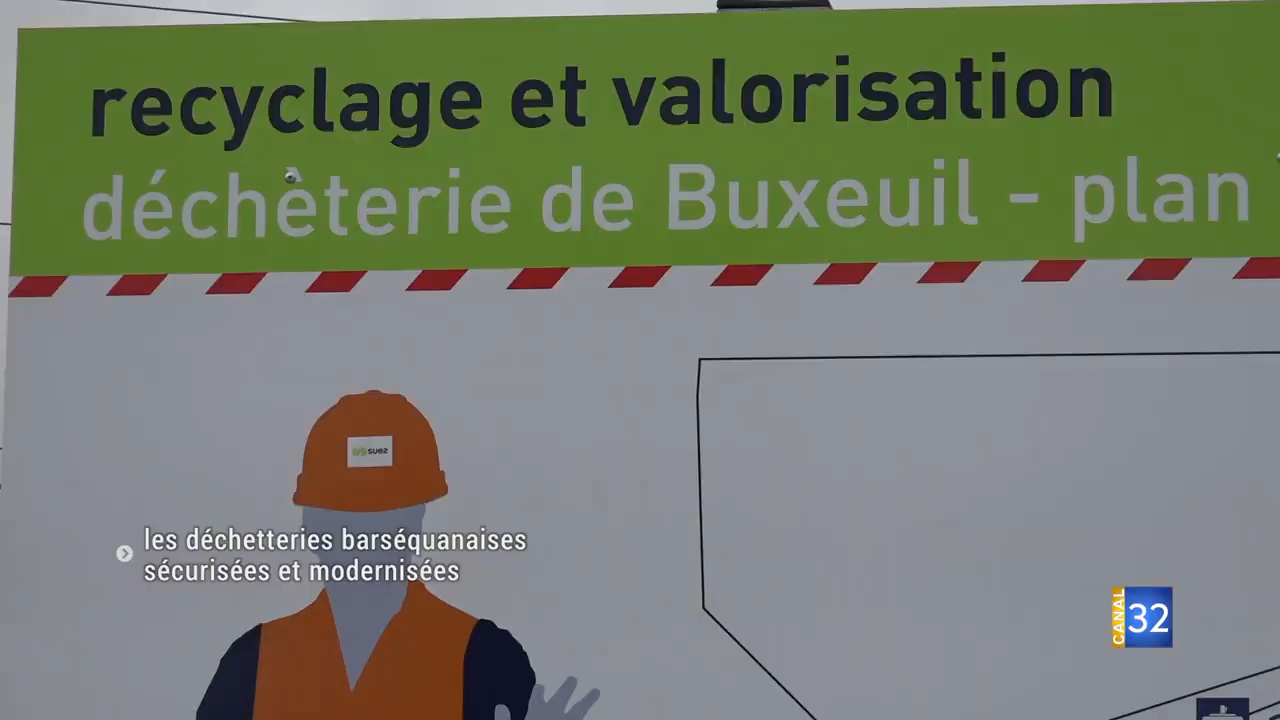 recyclage et valorisation
déchèterie de Buxeuil - plan
suez
les déchetteries barséquanaises
sécurisées et modernisées
CANAL 32